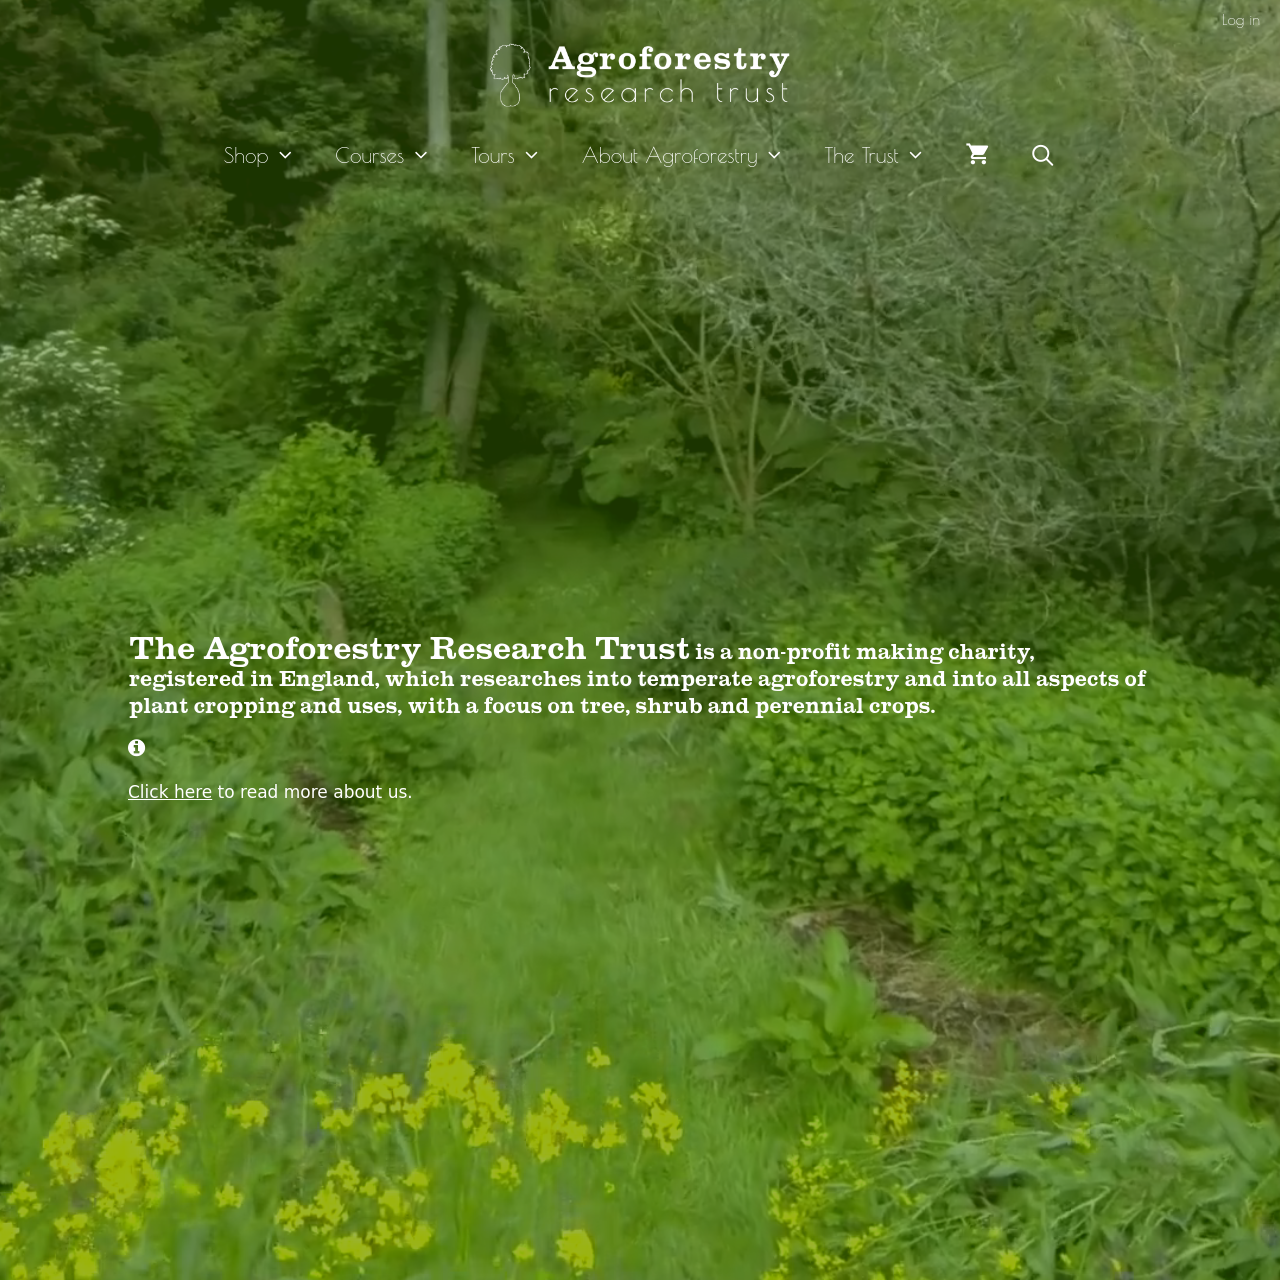 Log in
Agroforestry
research trust
Shop
Courses
Tours
About Agroforestry
The Trust
The Agroforestry Research Trust is a non-profit making charity,
registered in England, which researches into temperate agroforestry and into all aspects of
plant cropping and uses, with a focus on tree, shrub and perennial crops.
Click here to read more about us.